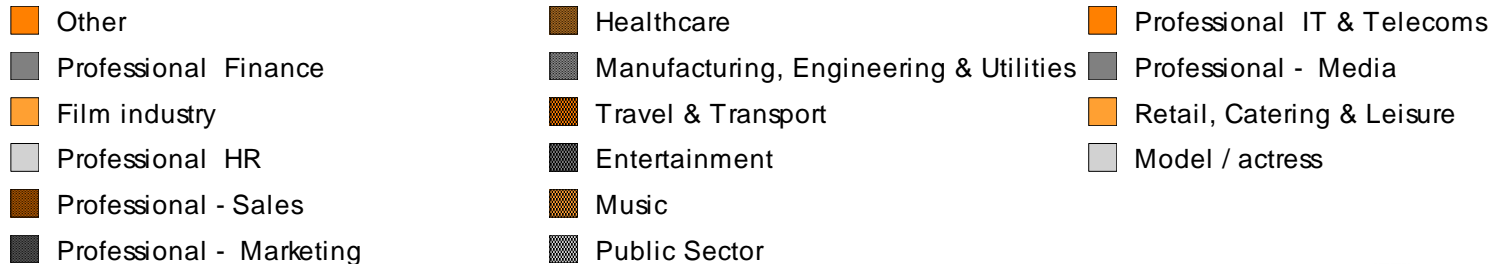 Other
Professional Finance
Film industry
Professional HR
Professional - Sales
Professional - Marketing
Healthcare
Manufacturing, Engineering & Utilities
Travel & Transport
Entertainment
Music
Public Sector
Professional IT & Telecoms
Professional - Media
Retail, Catering & Leisure
Model / actress